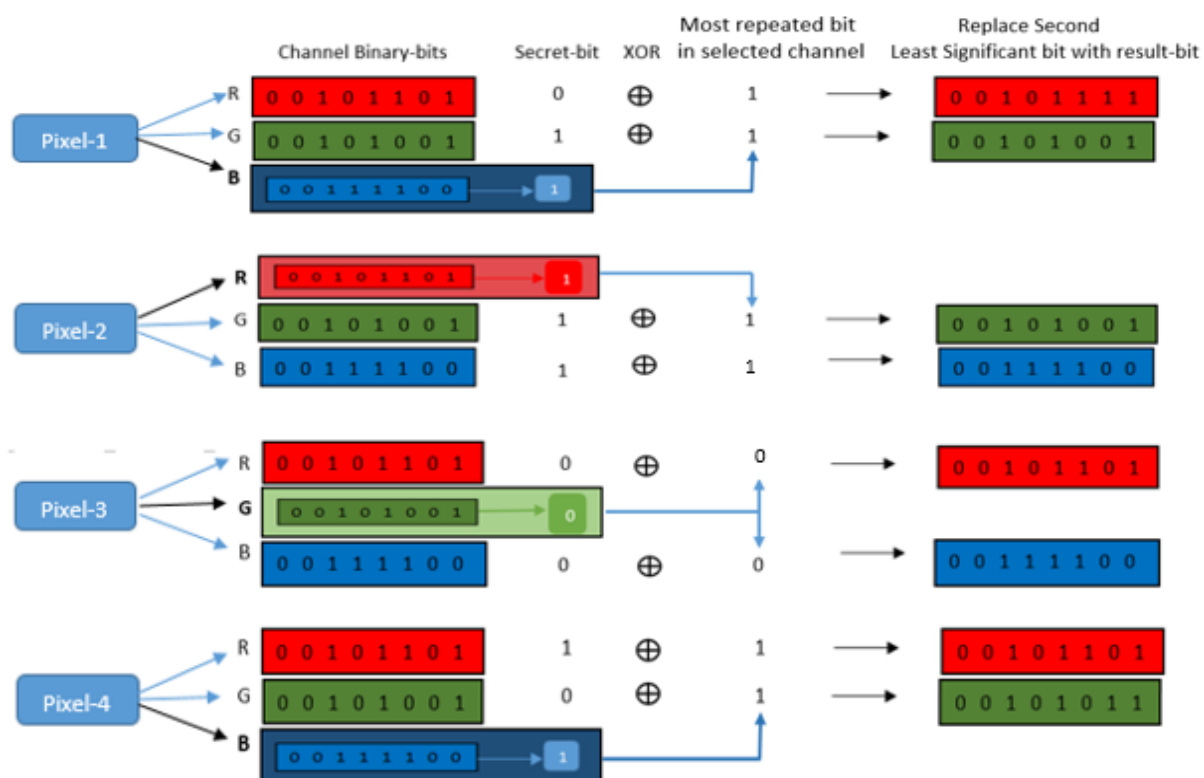 Channel Binary-bits Secret-bit XOR Most repeated bit in selected channel Replace Second Least Significant bit with result-bit
Pixel-1
R 0 0 1 0 1 1 0 1 0 ⊕ 1 0 0 1 0 1 1 1 1
G 0 0 1 0 1 0 0 1 1 ⊕ 1 0 0 1 0 1 0 0 1
B 0 0 1 1 1 1 0 0 1
Pixel-2
R 0 0 1 0 1 1 0 1 1
G 0 0 1 0 1 0 0 1 1 ⊕ 1 0 0 1 0 1 0 0 1
B 0 0 1 1 1 1 0 0 1 ⊕ 1 0 0 1 1 1 1 0 0
Pixel-3
R 0 0 1 0 1 1 0 1 0 ⊕ 0 0 0 1 0 1 1 0 1
G 0 0 1 0 1 0 0 1 0
B 0 0 1 1 1 1 0 0 0 ⊕ 0 0 0 1 1 1 1 0 0
Pixel-4
R 0 0 1 0 1 1 0 1 1 ⊕ 1 0 0 1 0 1 1 0 1
G 0 0 1 0 1 0 0 1 0 ⊕ 1 0 0 1 0 1 0 1 1
B 0 0 1 1 1 1 0 0 1